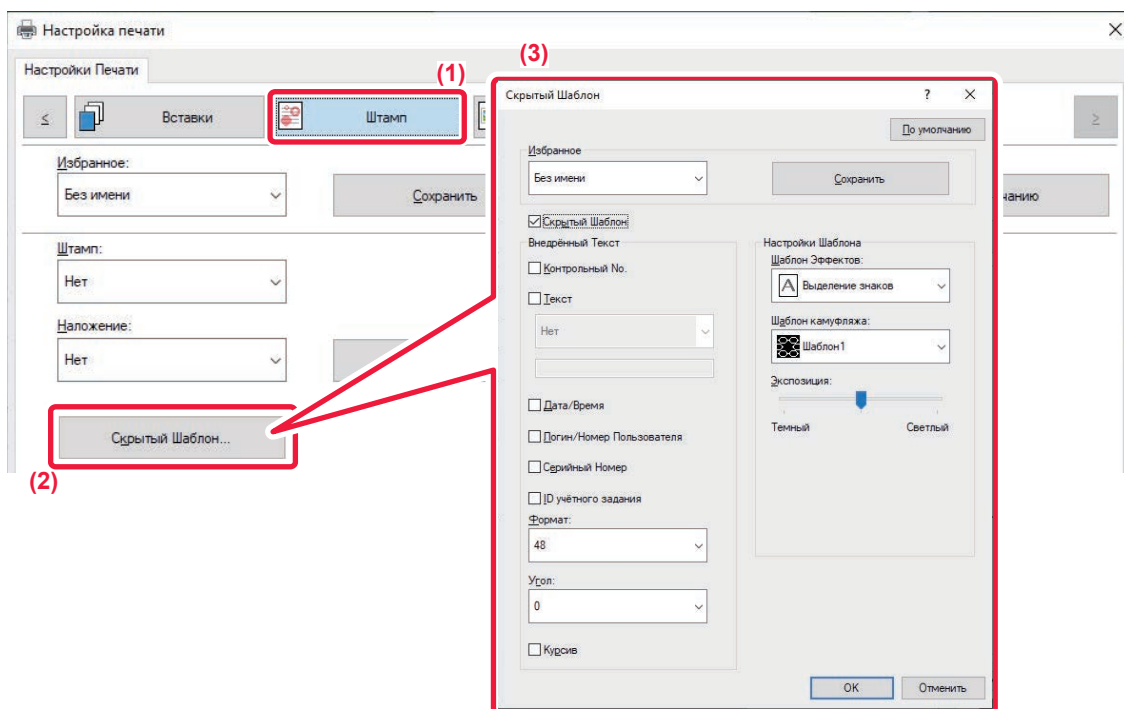 Настройка печати
Настройки Печати
(1)
(3)
≤
Вставки
Штамп
≥
Избранное:
Без имени
Сохранить
чанию
Штамп:
Нет
Наложение:
Нет
Скрытый Шаблон...
(2)
Скрытый Шаблон
?
По умолчанию
Избранное
Без имени
Сохранить
Скрытый Шаблон
Внедрённый Текст
Контрольный No.
Текст
Нет
Дата/Время
Логин/Номер Пользователя
Серийный Номер
ID учётного задания
Формат:
48
Угол:
0
Курсив
Настройки Шаблона
Шаблон Эффектов:
A Выделение знаков
Шаблон камуфляжа:
Шаблон1
Экспозиция:
Темный Светлый
OK Отменить